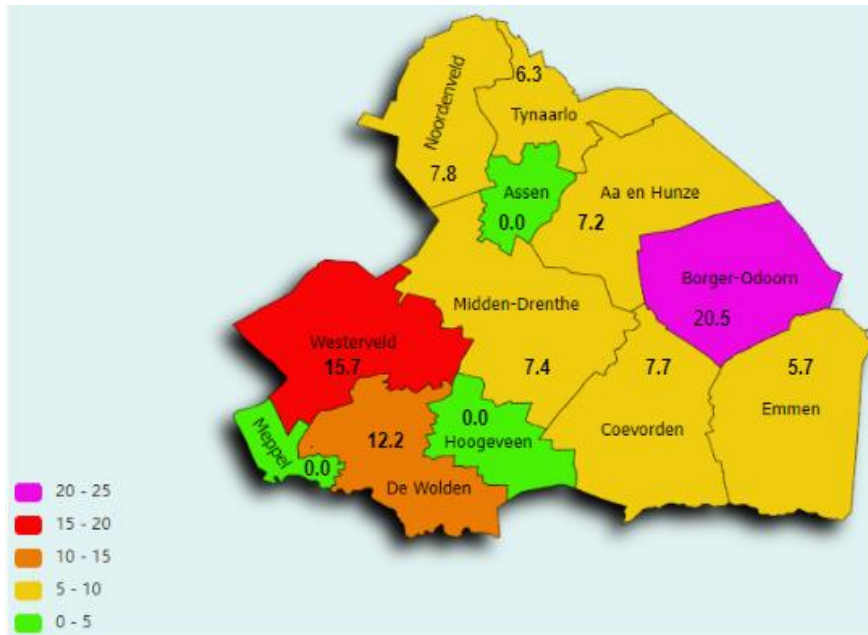 6.3
Tynaarlo
Noordenveld
7.8
Assen
0.0
Aa en Hunze
7.2
Borger-Odoorn
20.5
Midden-Drenthe
7.4
Westerveld
15.7
7.7
Coevorden
5.7
Emmen
0.0
Hoogeveen
Meppel
0.0
12.2
De Wolden
20 - 25
15 - 20
10 - 15
5 - 10
0 - 5